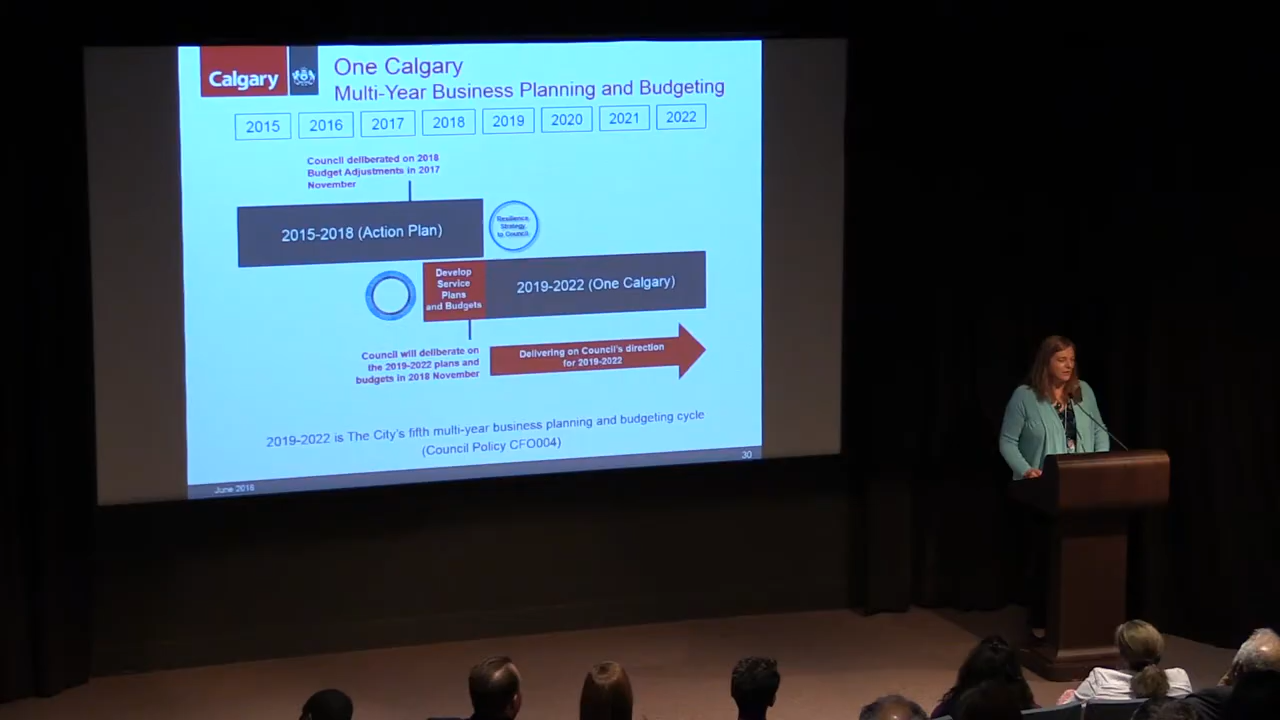 Calgary
One Calgary
Multi-Year Business Planning and Budgeting
2015 2016 2017 2018 2019 2020 2021 2022
Council deliberated on 2018
Budget Adjustments in 2017
November
2015-2018 (Action Plan)
Resilience
Strategy
to Council
Develop
Service
Plans
and Budgets
2019-2022 (One Calgary)
Council will deliberate on
the 2019-2022 plans and
budgets in 2018 November
Delivering on Council's direction
for 2019-2022
2019-2022 is The City's fifth multi-year business planning and budgeting cycle
(Council Policy CFO004)
June 2018
30